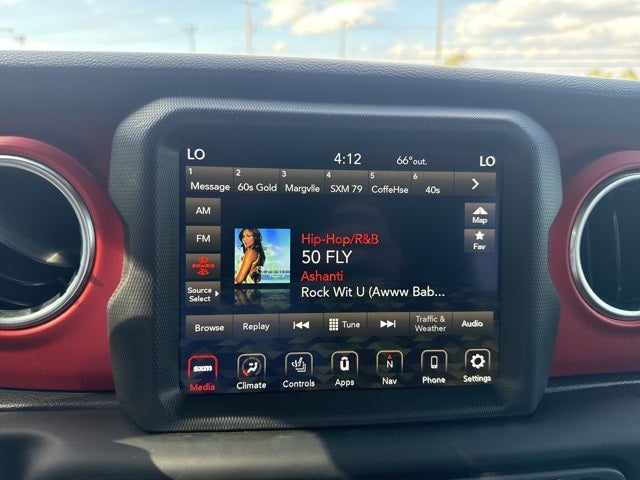 LO 4:12 66° out. LO
1 Message 2 60s Gold 3 Margvlle 4 SXM 79 5 CoffeHse 6 40s
AM
Map
FM
Fav
Hip-Hop/R&B
50 FLY
Ashanti
Rock Wit U (Awww Bab...
Source
Select
Browse Replay Tune Traffic & Weather Audio
sxm N
Media Climate Controls Apps Nav Phone Settings